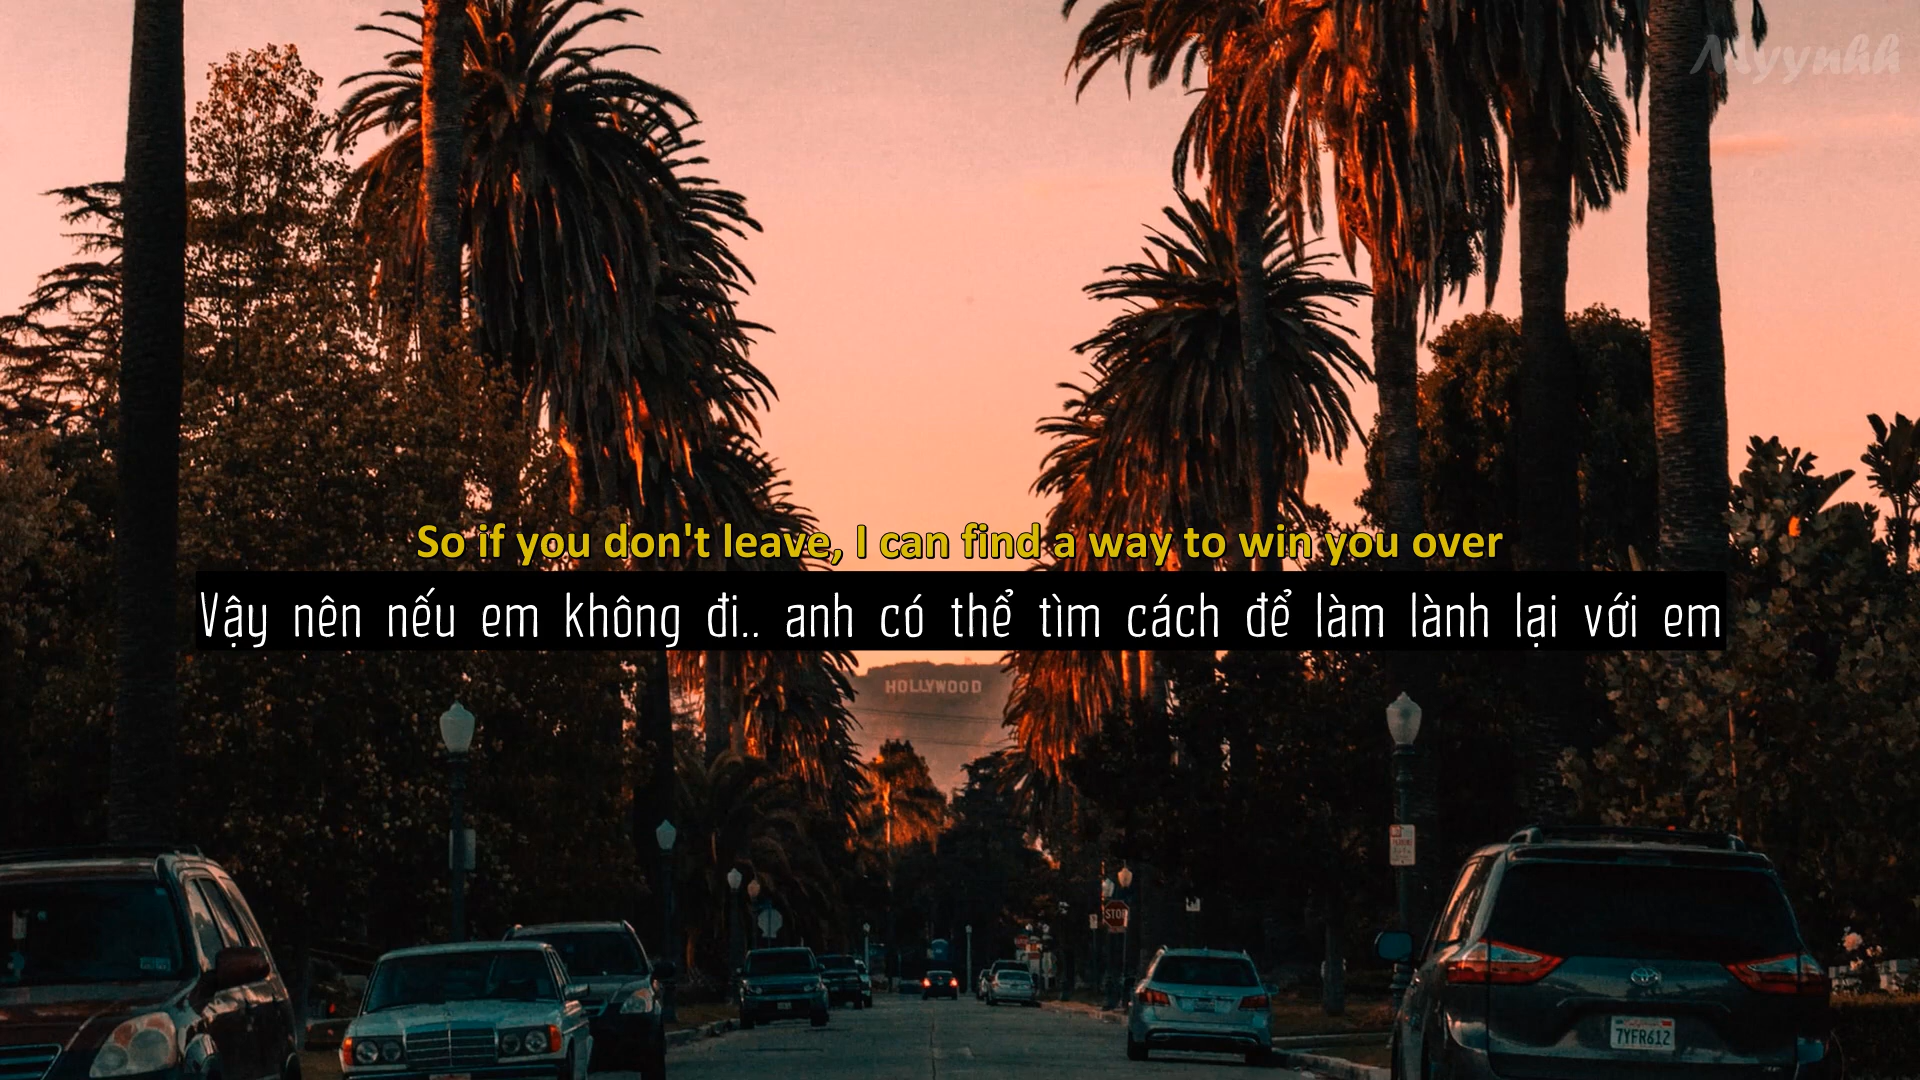 Myynhh
So if you don't leave, I can find a way to win you over
Vậy nên nếu em không đi.. anh có thể tìm cách để làm lành lại với em
HOLLYWOOD
STOP
7YFR612